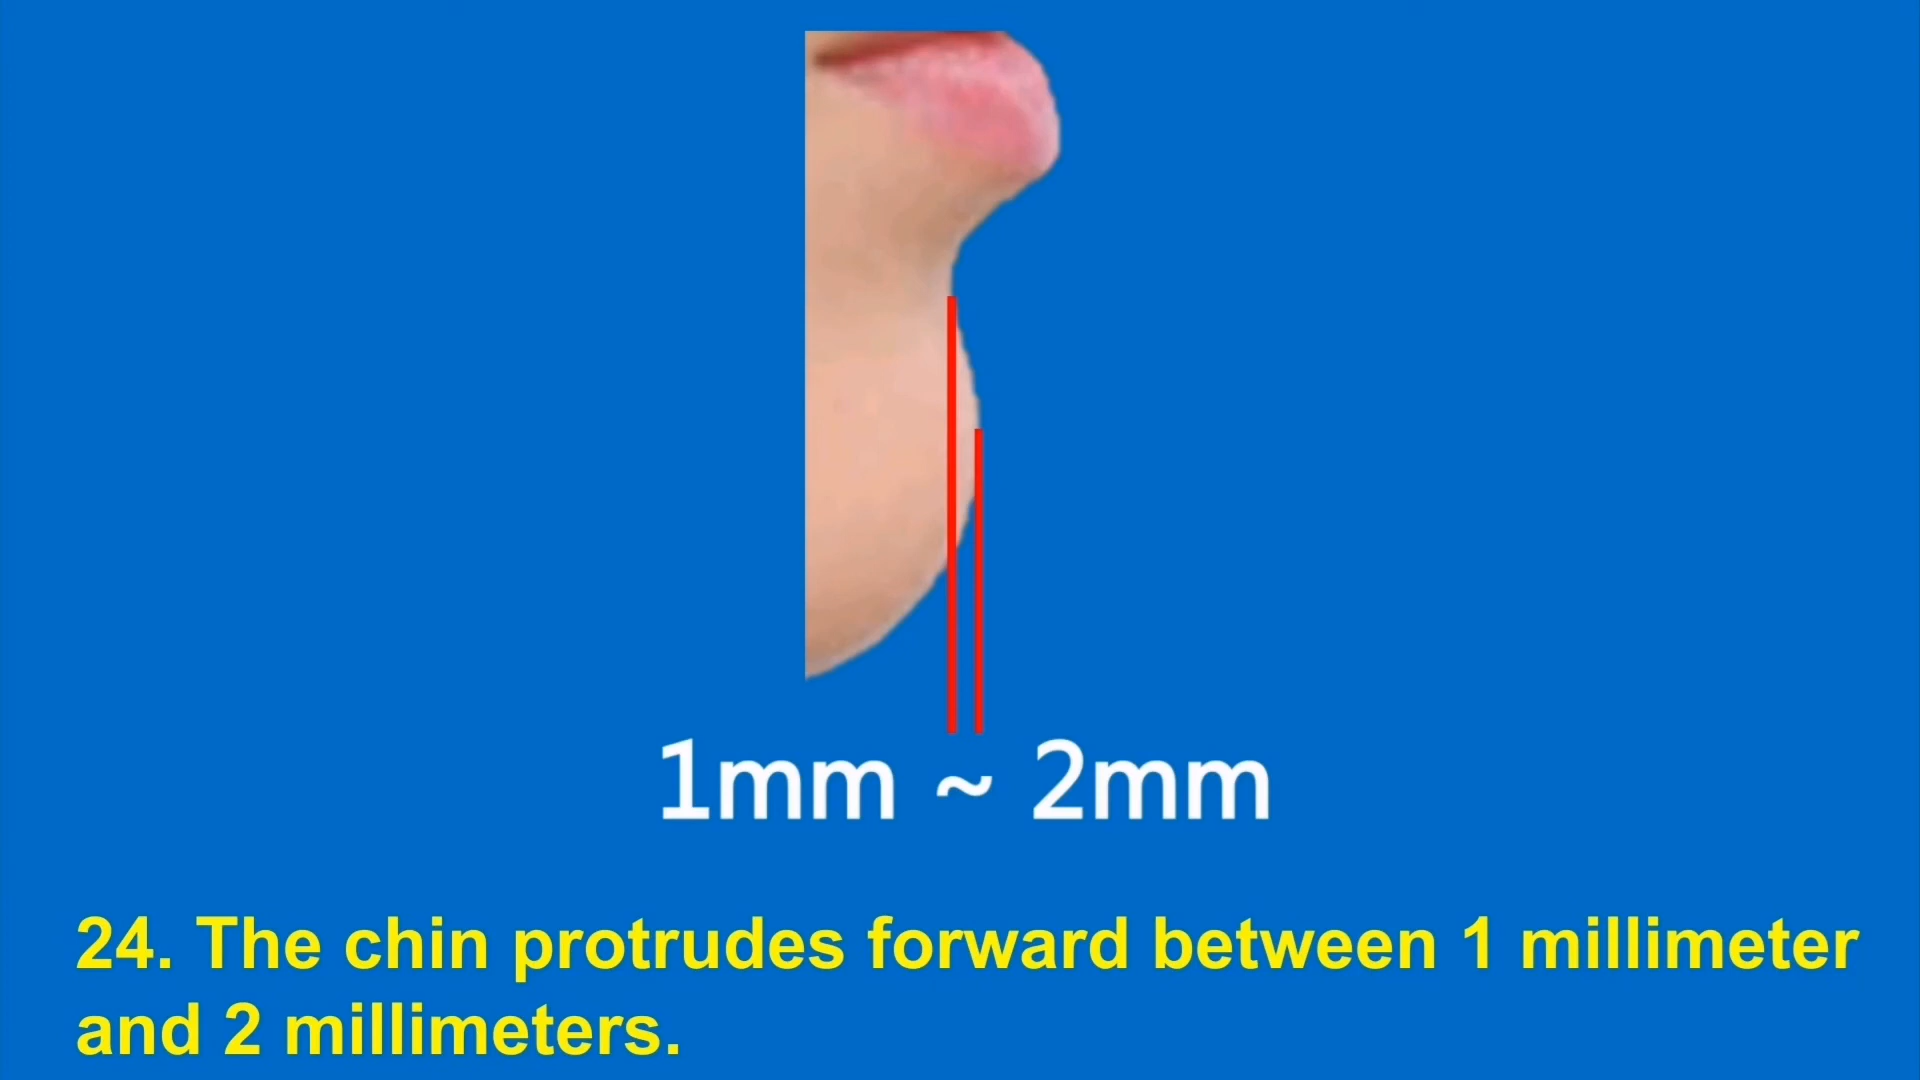 1mm ~ 2mm
24. The chin protrudes forward between 1 millimeter
and 2 millimeters.